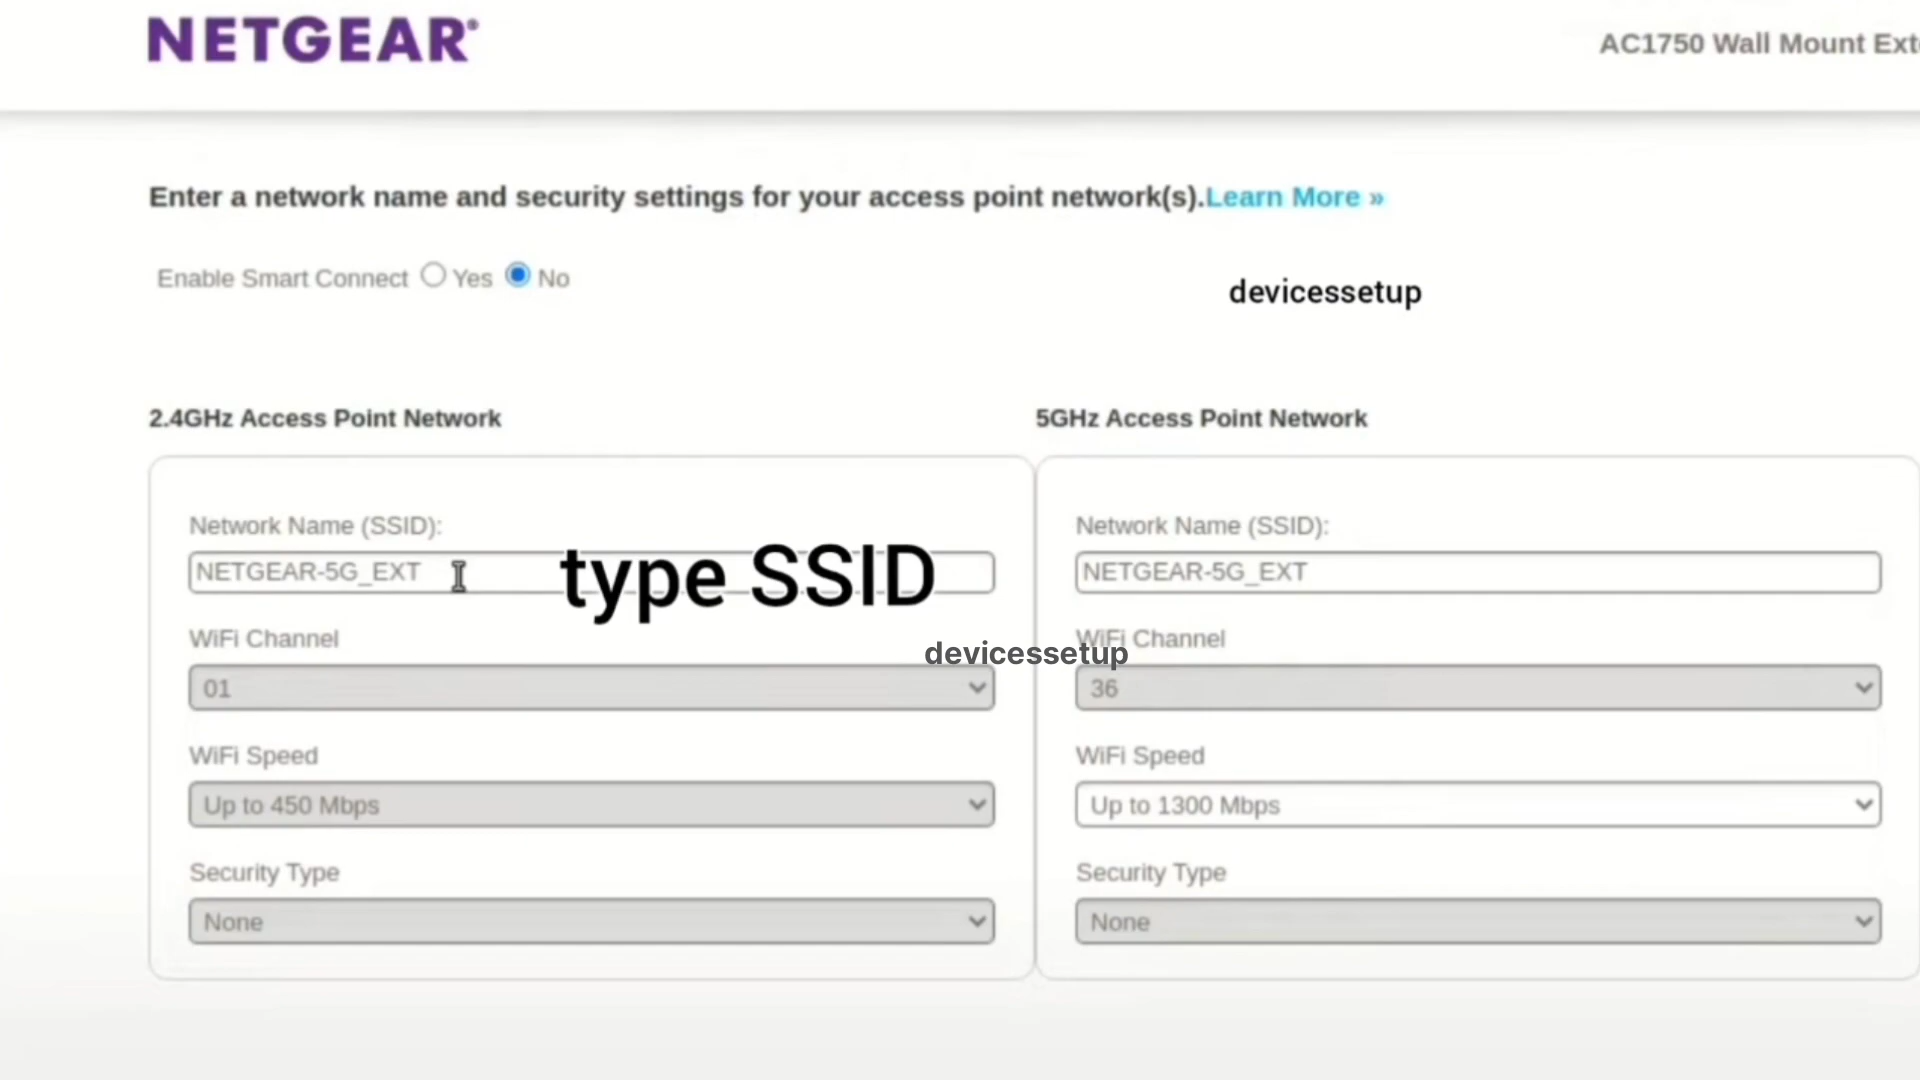 NETGEAR®
AC1750 Wall Mount Ext
Enter a network name and security settings for your access point network(s).Learn More »
Enable Smart Connect Yes No
devicessetup
2.4GHz Access Point Network
Network Name (SSID):
NETGEAR-5G_EXT
type SSID
WiFi Channel
01
WiFi Speed
Up to 450 Mbps
Security Type
None
devicessetup
5GHz Access Point Network
Network Name (SSID):
NETGEAR-5G_EXT
WiFi Channel
36
WiFi Speed
Up to 1300 Mbps
Security Type
None